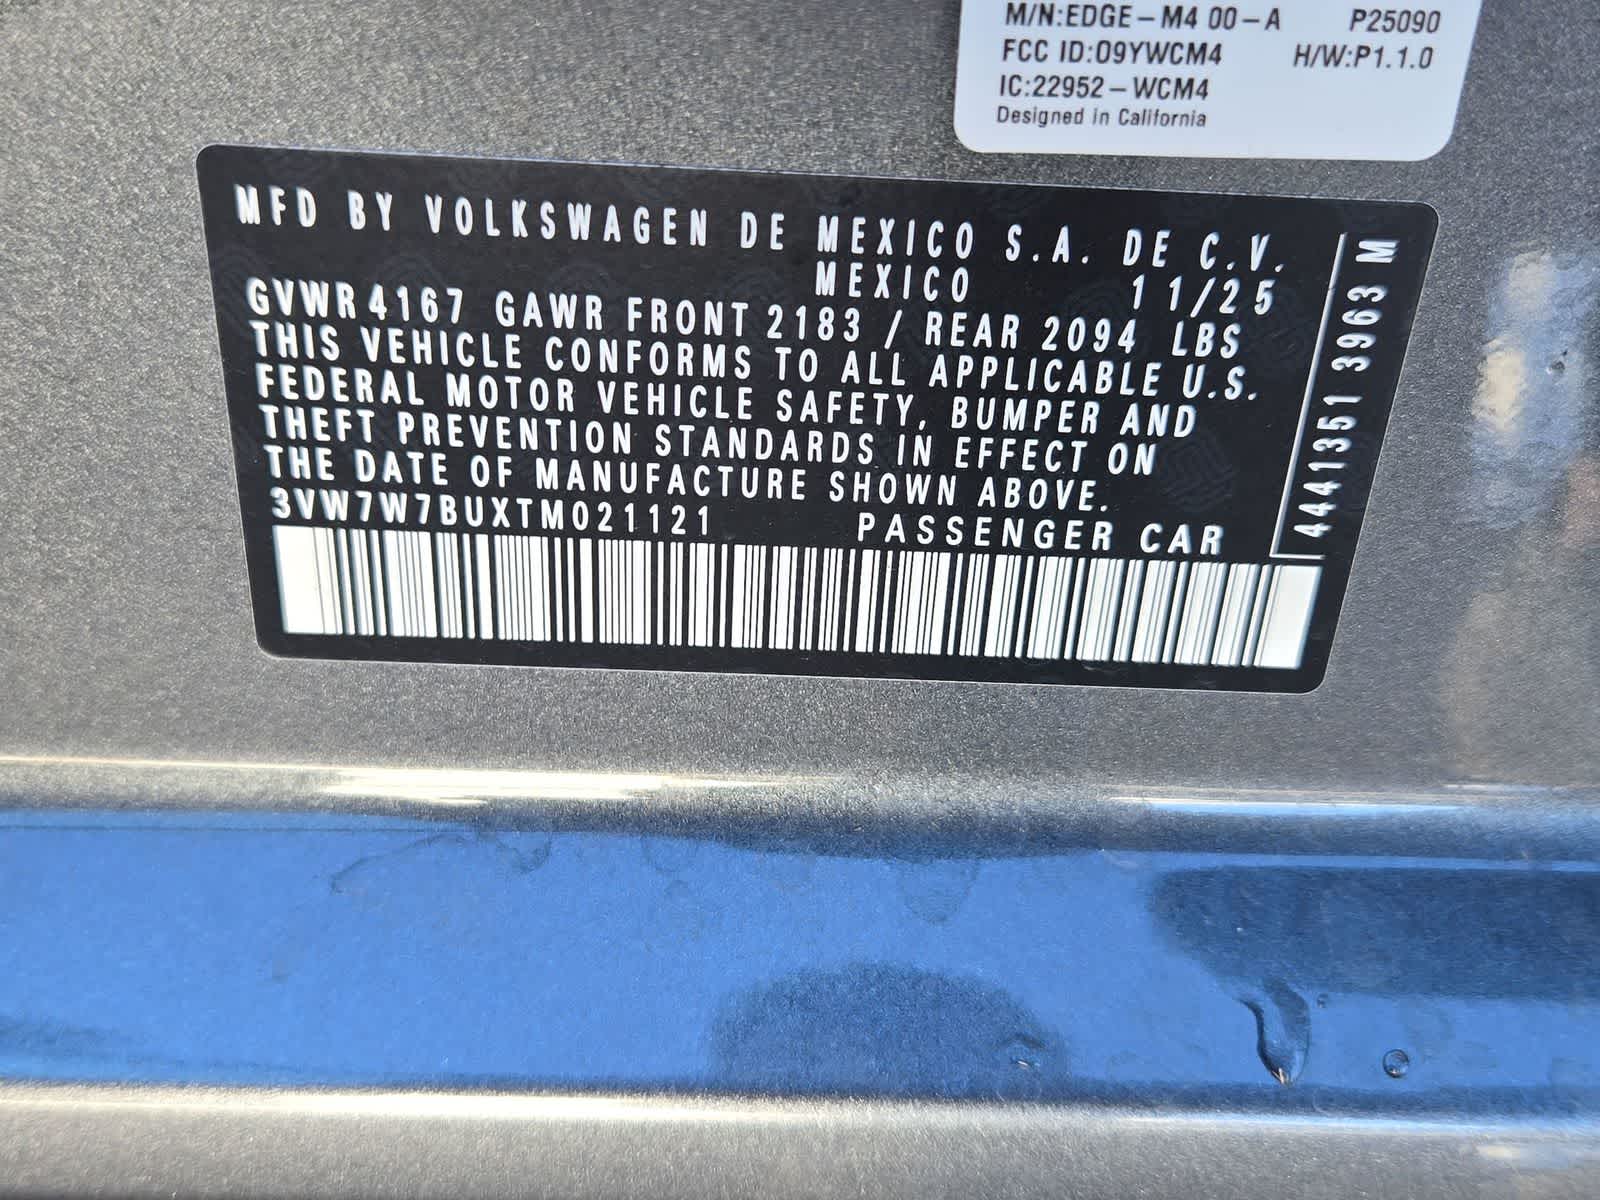 M/N:EDGE-M4 00-A P25090
FCC ID:O9YWCM4 H/W:P1.1.0
IC:22952-WCM4
Designed in California
MFD BY VOLKSWAGEN DE MEXICO S.A. DE C.V.
MEXICO 11/25
GVWR 4167 GAWR FRONT 2183 / REAR 2094 LBS
THIS VEHICLE CONFORMS TO ALL APPLICABLE U.S.
FEDERAL MOTOR VEHICLE SAFETY, BUMPER AND
THEFT PREVENTION STANDARDS IN EFFECT ON
THE DATE OF MANUFACTURE SHOWN ABOVE.
3VW7W7BUXTM021121 PASSENGER CAR
4441351 3963 M